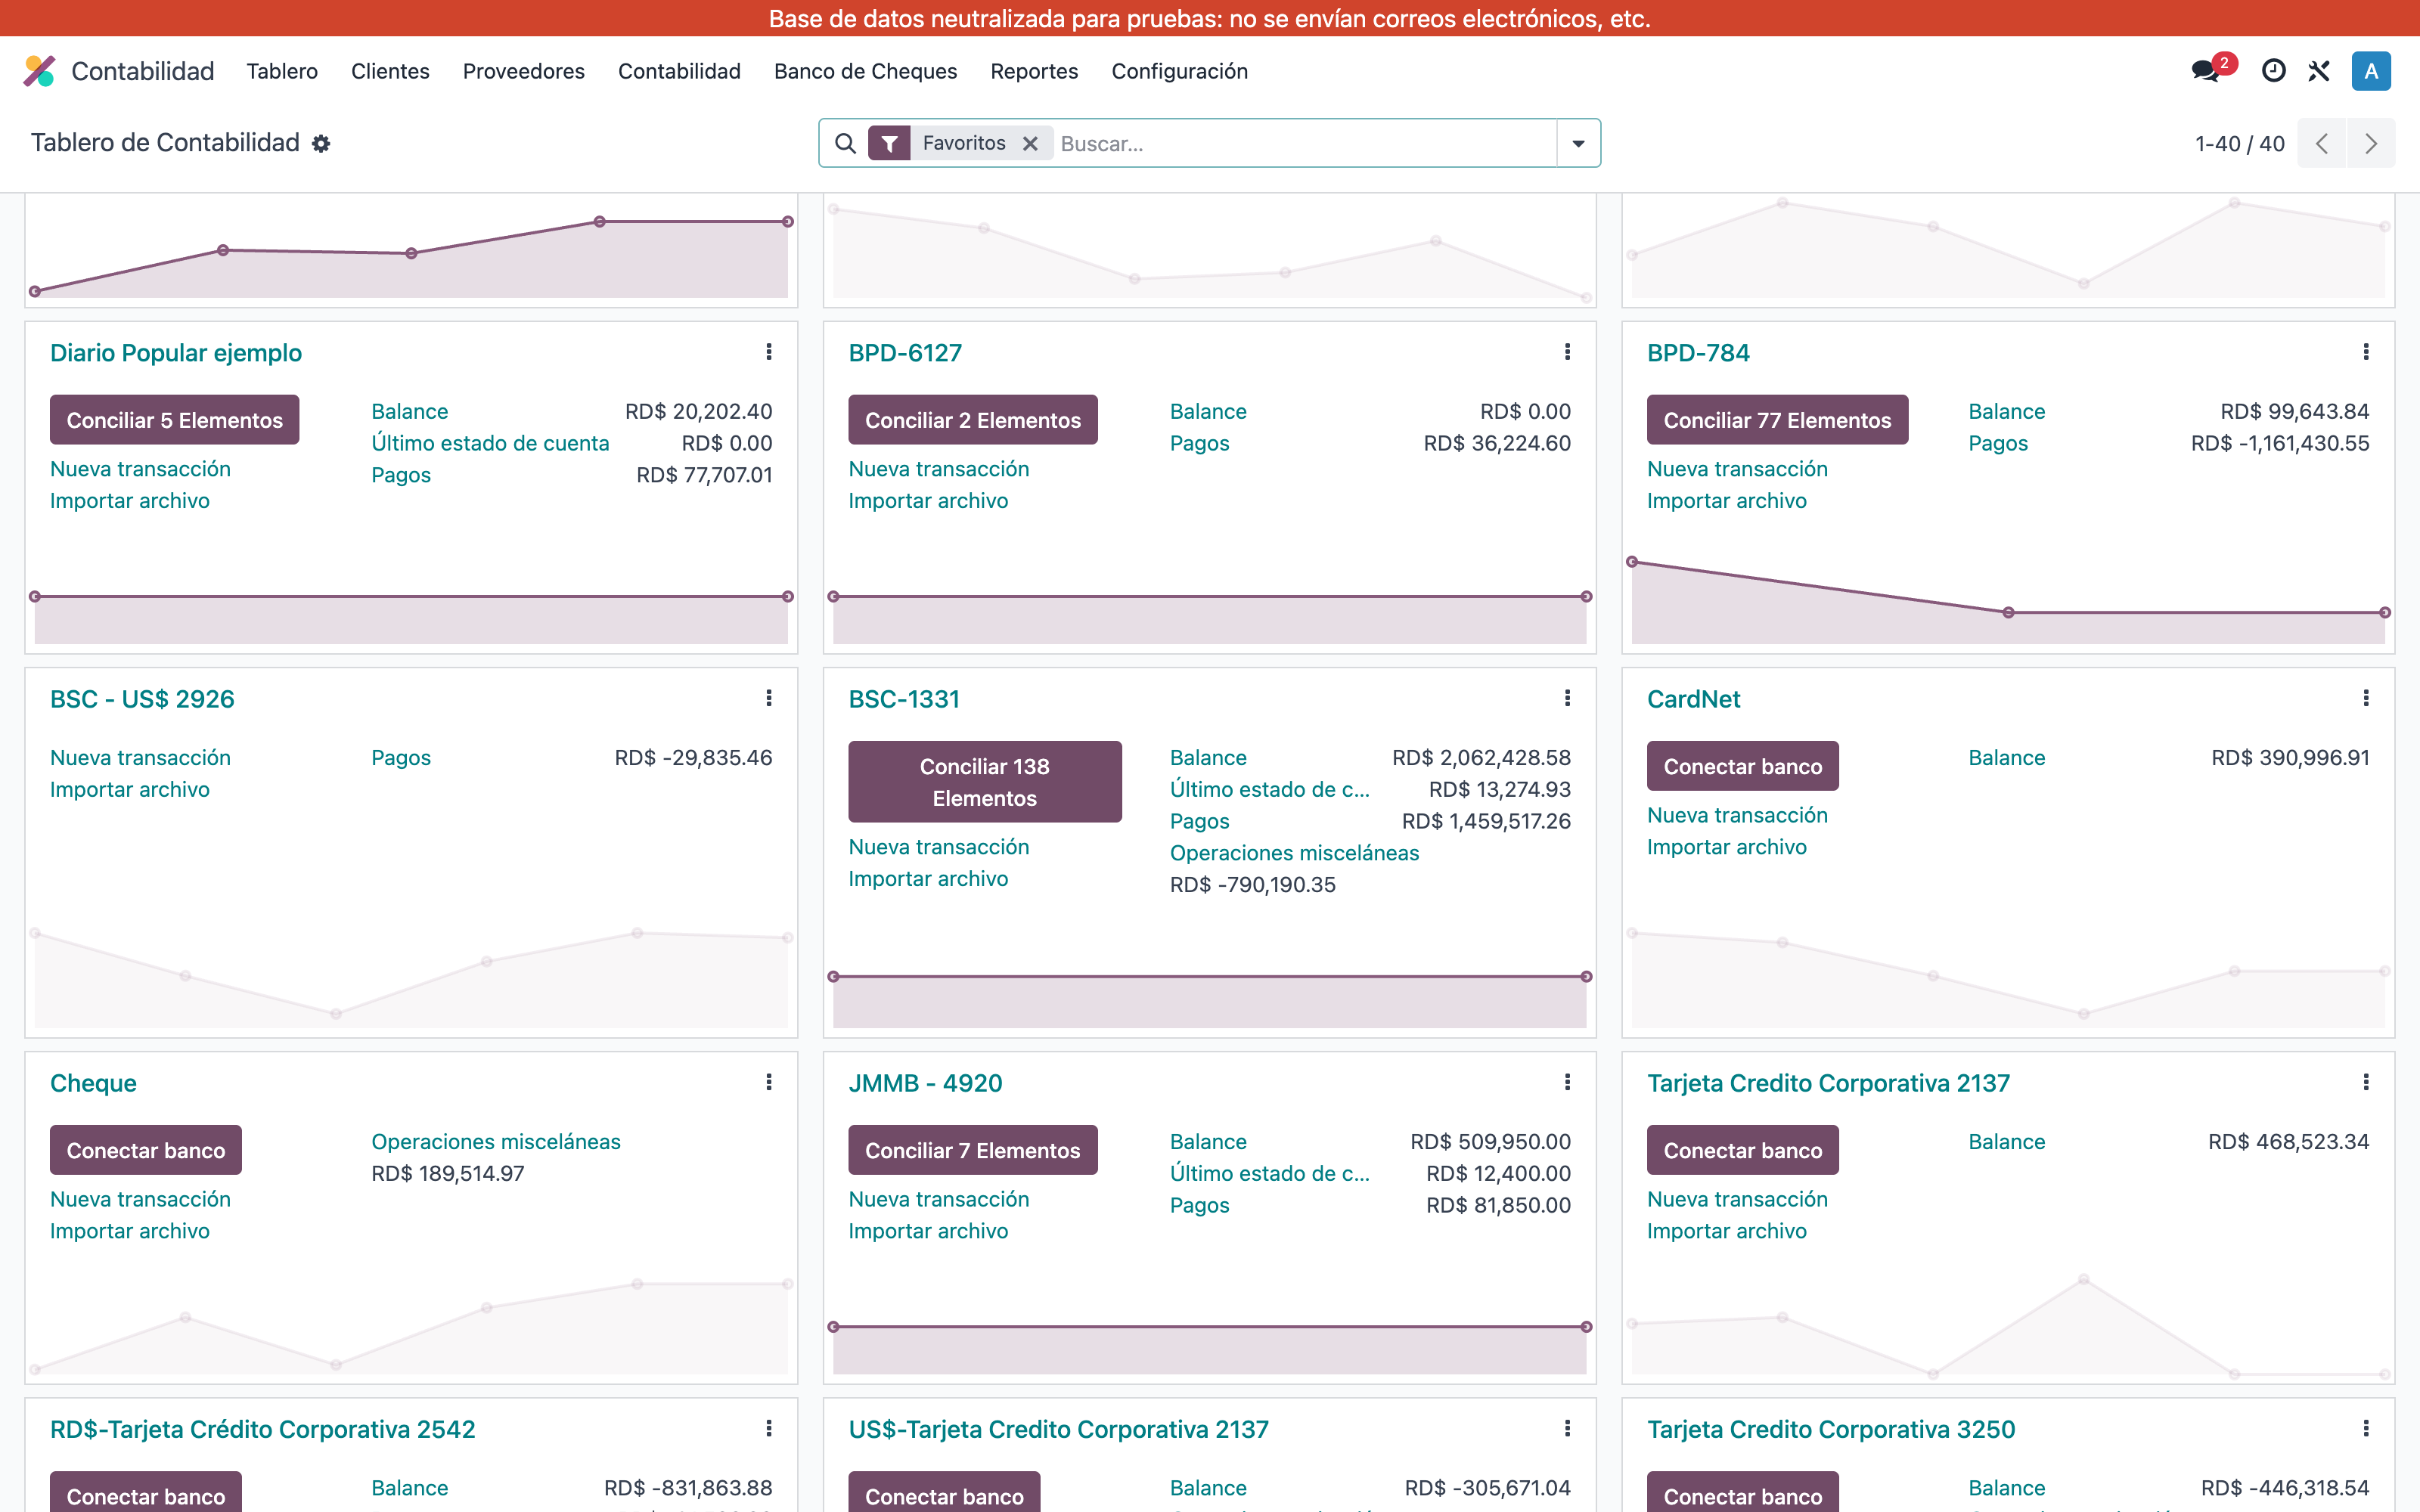 Base de datos neutralizada para pruebas: no se envían correos electrónicos, etc.
Contabilidad Tablero Clientes Proveedores Contabilidad Banco de Cheques Reportes Configuración 2 A
Tablero de Contabilidad Favoritos Buscar... 1-40 / 40
Diario Popular ejemplo
Conciliar 5 Elementos
Nueva transacción
Importar archivo
Balance RD$ 20,202.40
Último estado de cuenta RD$ 0.00
Pagos RD$ 77,707.01
BPD-6127
Conciliar 2 Elementos
Nueva transacción
Importar archivo
Balance RD$ 0.00
Pagos RD$ 36,224.60
BPD-784
Conciliar 77 Elementos
Nueva transacción
Importar archivo
Balance RD$ 99,643.84
Pagos RD$ -1,161,430.55
BSC - US$ 2926
Nueva transacción
Importar archivo
Pagos RD$ -29,835.46
BSC-1331
Conciliar 138
Elementos
Nueva transacción
Importar archivo
Balance RD$ 2,062,428.58
Último estado de c... RD$ 13,274.93
Pagos RD$ 1,459,517.26
Operaciones misceláneas
RD$ -790,190.35
CardNet
Conectar banco
Nueva transacción
Importar archivo
Balance RD$ 390,996.91
Cheque
Conectar banco
Nueva transacción
Importar archivo
Operaciones misceláneas
RD$ 189,514.97
JMMB - 4920
Conciliar 7 Elementos
Nueva transacción
Importar archivo
Balance RD$ 509,950.00
Último estado de c... RD$ 12,400.00
Pagos RD$ 81,850.00
Tarjeta Credito Corporativa 2137
Conectar banco
Nueva transacción
Importar archivo
Balance RD$ 468,523.34
RD$-Tarjeta Crédito Corporativa 2542
Conectar banco
Balance RD$ -831,863.88
US$-Tarjeta Credito Corporativa 2137
Conectar banco
Balance RD$ -305,671.04
Tarjeta Credito Corporativa 3250
Conectar banco
Balance RD$ -446,318.54